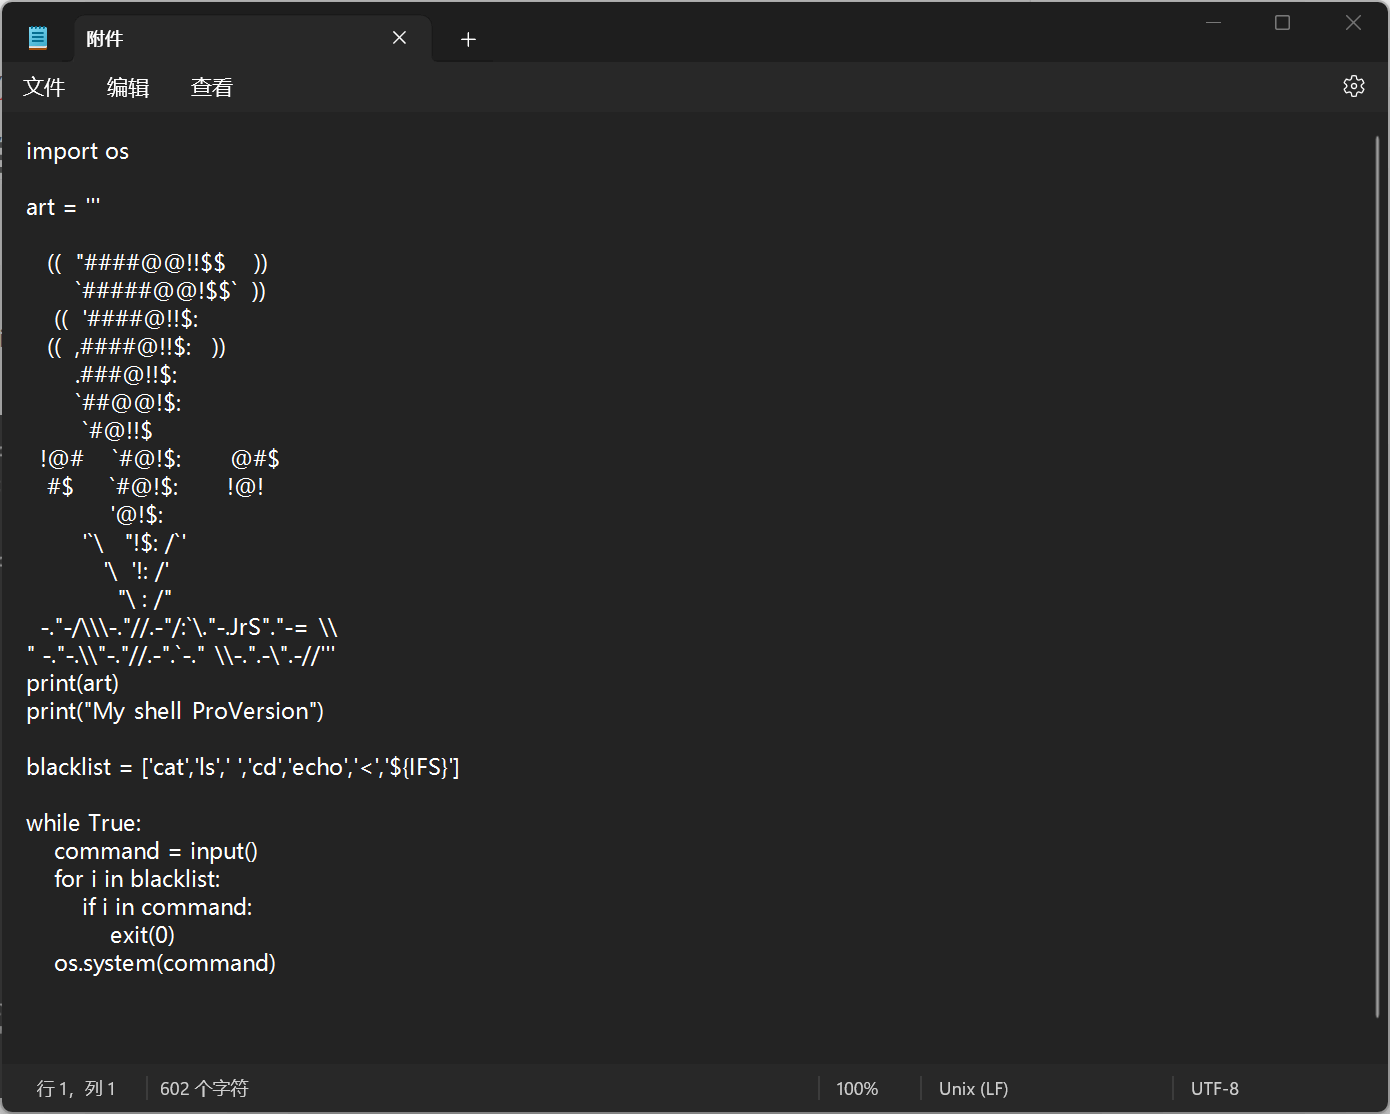 附件
文件 编辑 查看
import os
art = '''
   ((  "####@@!!$$    ))
       `#####@@!$$`  ))
    ((  '####@!!$:
   ((  ,####@!!$:   ))
       .###@!!$:
       `##@@!$:
        `#@!!$
  !@#    `#@!$:       @#$
   #$     `#@!$:       !@!
            '@!$:
        '`\   "!$: /`'
           '\  '!: /'
             "\ : /"
  -."-/\\\-."//.-"/:`\."-.JrS"."-=  \\
" -."-.\\"-."//.-".`-."  \\-.".-\".-//'''
print(art)
print("My shell ProVersion")
blacklist = ['cat','ls',' ','cd','echo','<','${IFS}']
while True:
    command = input()
    for i in blacklist:
        if i in command:
            exit(0)
    os.system(command)
行 1，列 1 602 个字符 100% Unix (LF) UTF-8